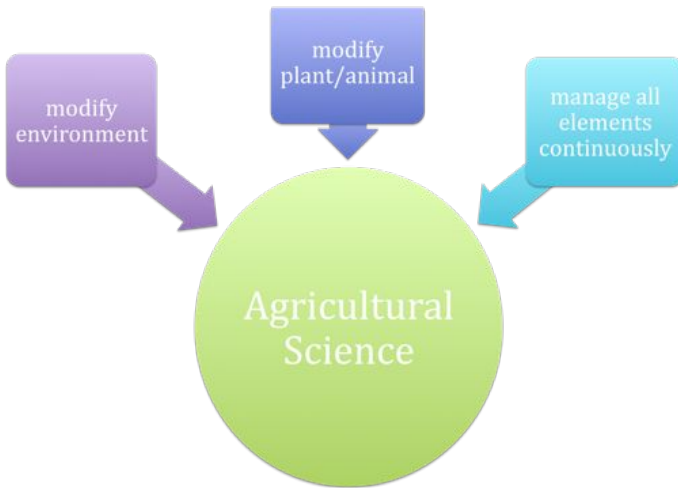 modify
environment
modify
plant/animal
manage all
elements
continuously
Agricultural
Science